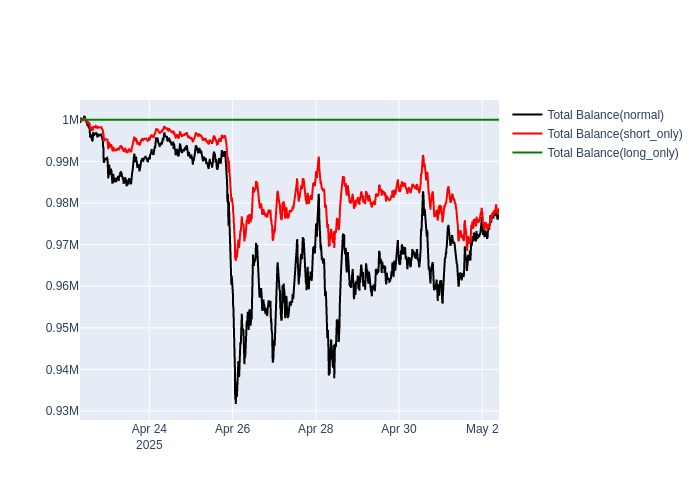 Total Balance(normal)
Total Balance(short_only)
Total Balance(long_only)
1M
0.99M
0.98M
0.97M
0.96M
0.95M
0.94M
0.93M
Apr 24
2025
Apr 26
Apr 28
Apr 30
May 2